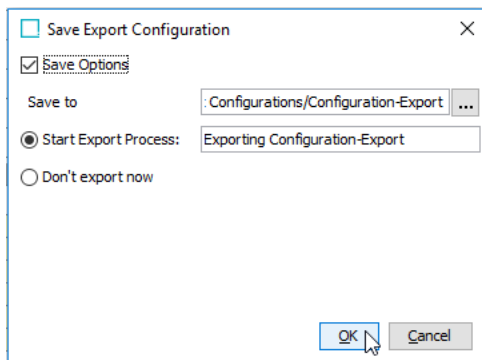 Save Export Configuration
Save Options
Save to : Configurations/Configuration-Export ...
Start Export Process: Exporting Configuration-Export
Don't export now
OK Cancel